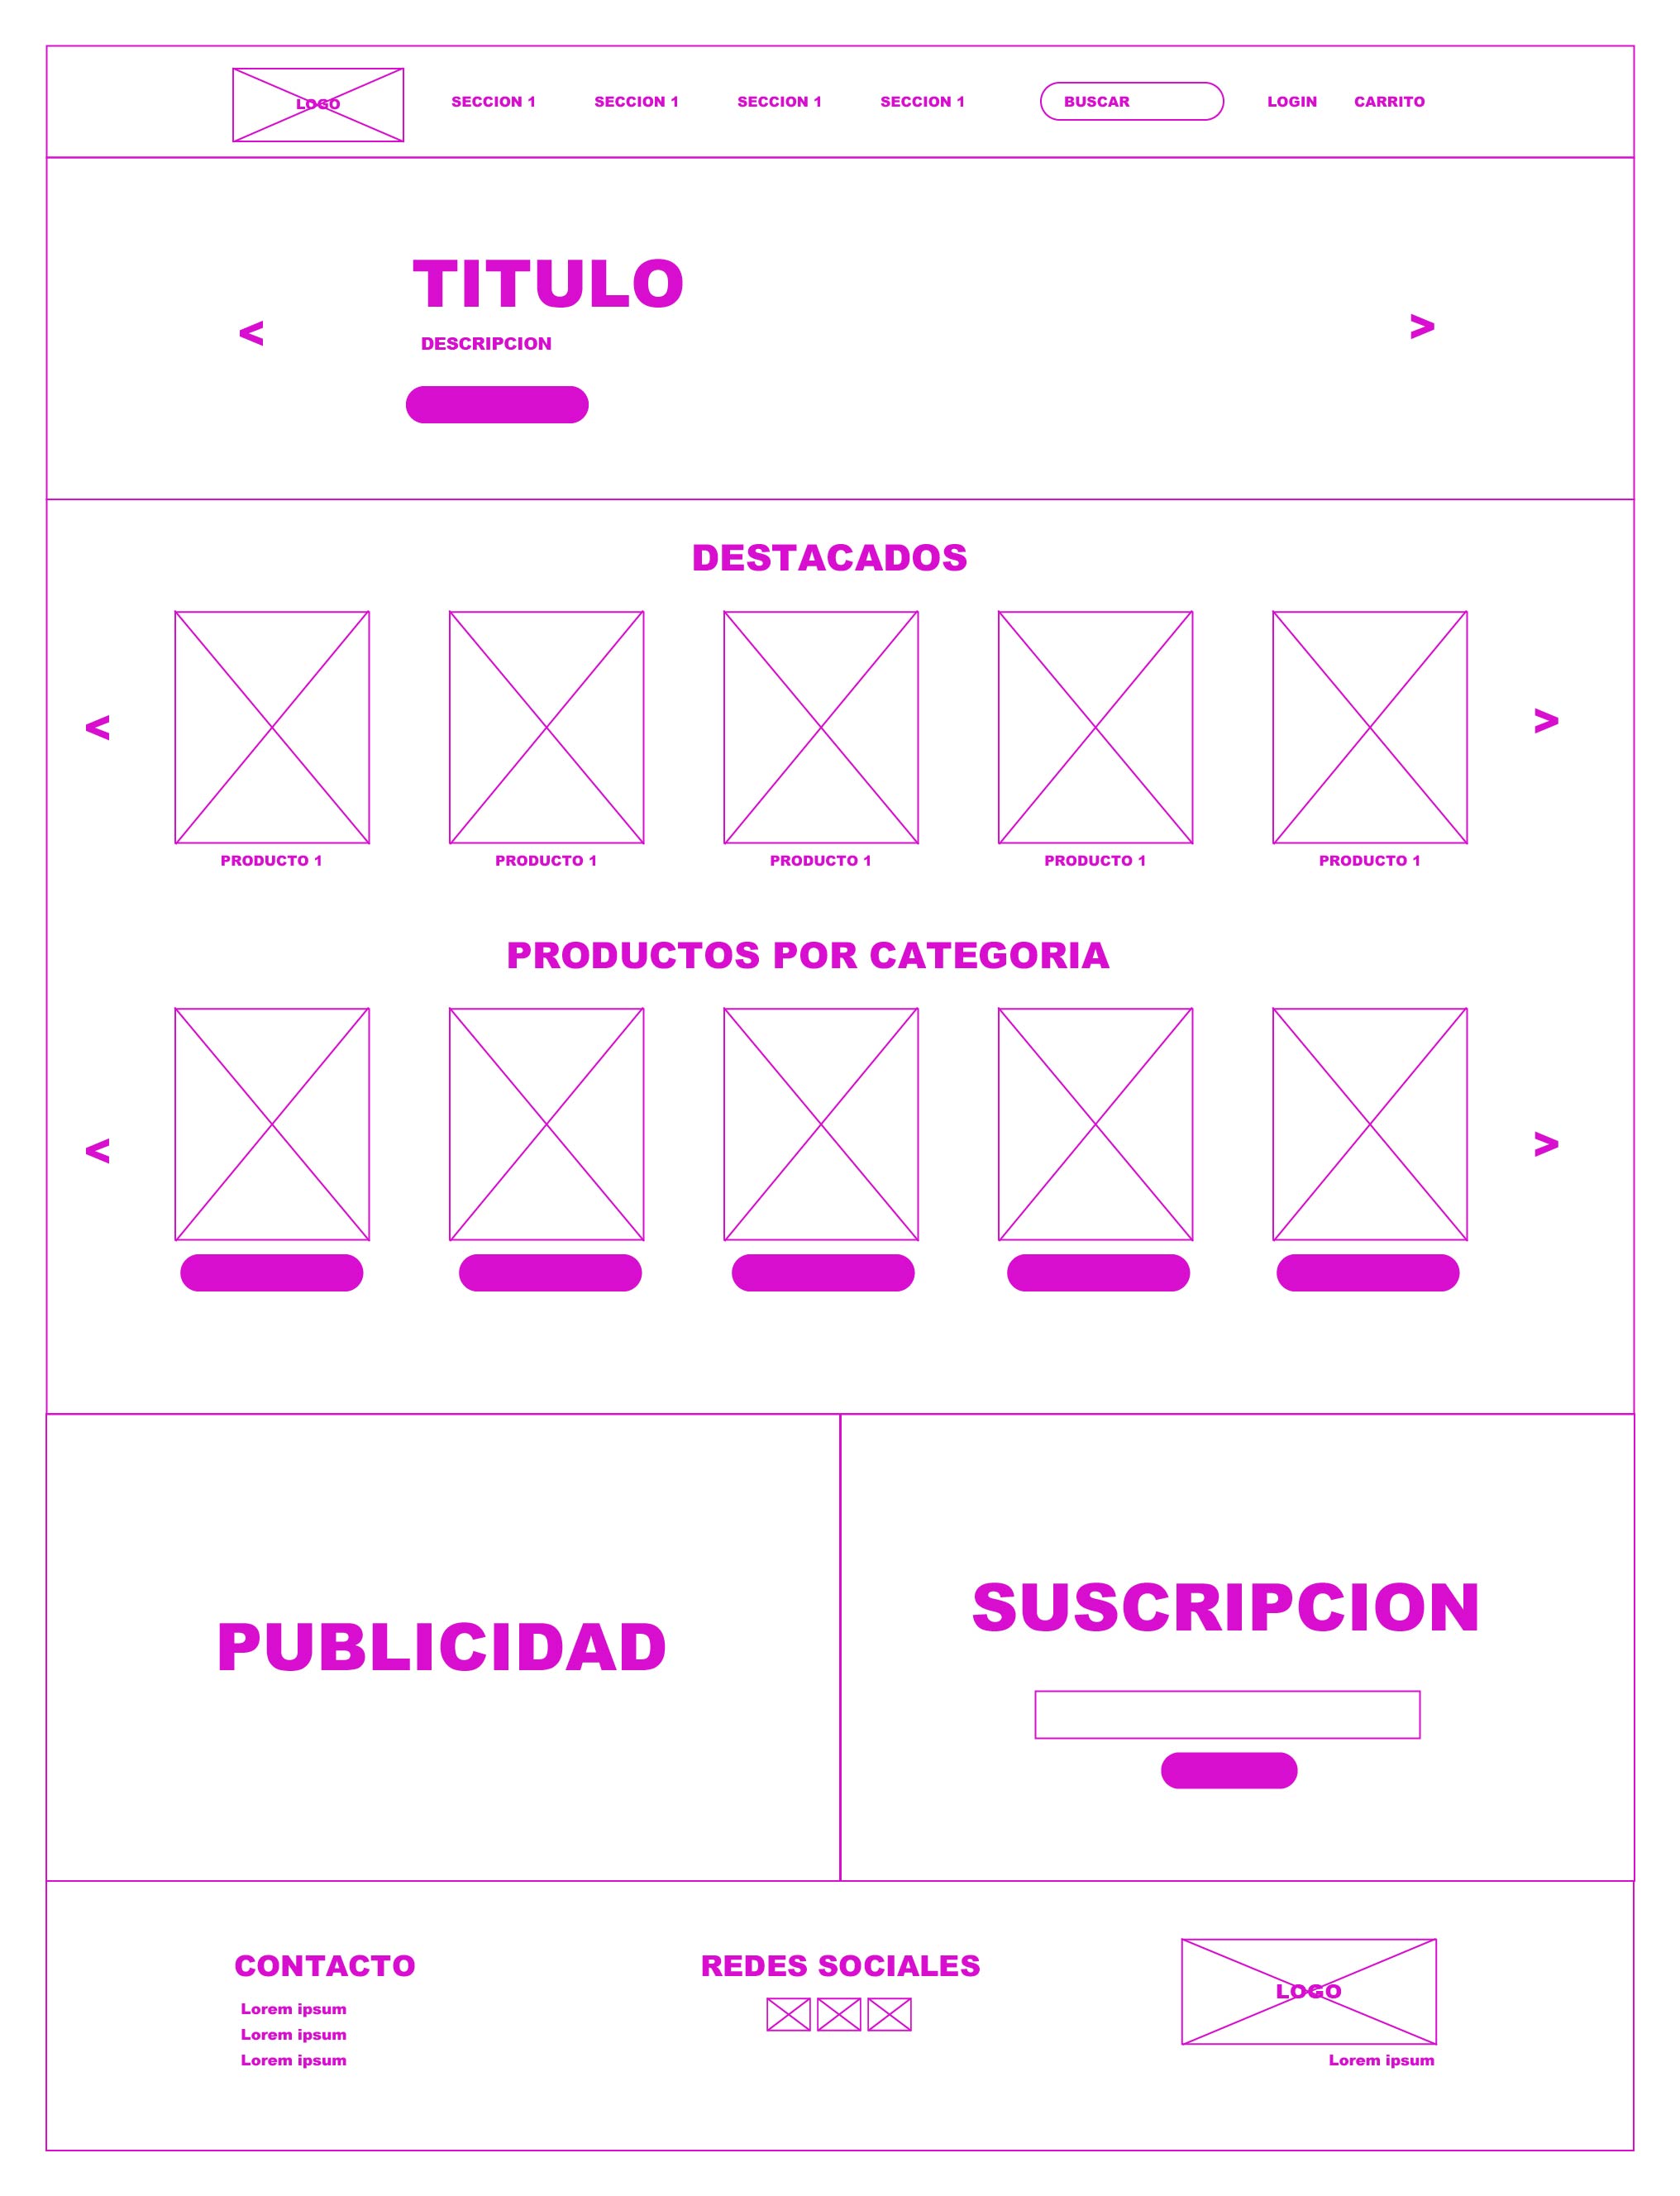 LOGO SECCION 1 SECCION 1 SECCION 1 SECCION 1 BUSCAR LOGIN CARRITO
TITULO
< >
DESCRIPCION
DESTACADOS
< >
PRODUCTO 1 PRODUCTO 1 PRODUCTO 1 PRODUCTO 1 PRODUCTO 1
PRODUCTOS POR CATEGORIA
< >
PUBLICIDAD
SUSCRIPCION
CONTACTO
Lorem ipsum
Lorem ipsum
Lorem ipsum
REDES SOCIALES
LOGO
Lorem ipsum